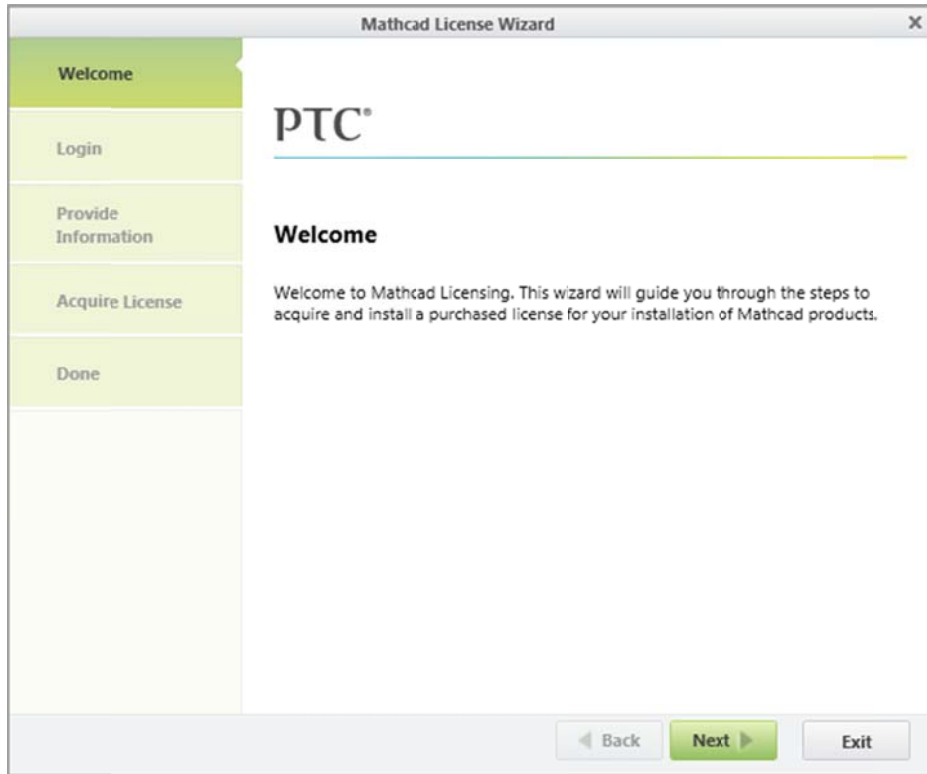 Mathcad License Wizard
Welcome
Login
Provide
Information
Acquire License
Done
PTC®
Welcome
Welcome to Mathcad Licensing. This wizard will guide you through the steps to
acquire and install a purchased license for your installation of Mathcad products.
Back
Next
Exit